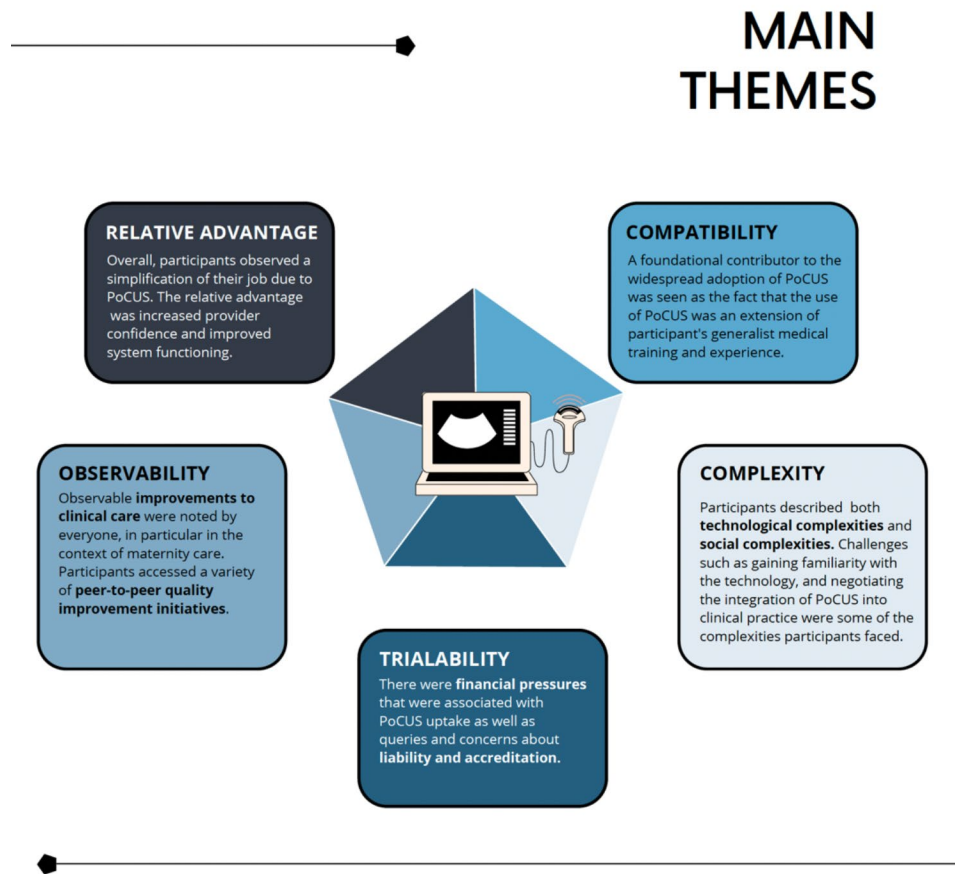 MAIN
THEMES
RELATIVE ADVANTAGE
Overall, participants observed a
simplification of their job due to
PoCUS. The relative advantage
was increased provider
confidence and improved
system functioning.
COMPATIBILITY
A foundational contributor to the
widespread adoption of PoCUS
was seen as the fact that the use
of PoCUS was an extension of
participant's generalist medical
training and experience.
OBSERVABILITY
Observable improvements to
clinical care were noted by
everyone, in particular in the
context of maternity care.
Participants accessed a variety
of peer-to-peer quality
improvement initiatives.
COMPLEXITY
Participants described both
technological complexities and
social complexities. Challenges
such as gaining familiarity with
the technology, and negotiating
the integration of PoCUS into
clinical practice were some of the
complexities participants faced.
TRIALABILITY
There were financial pressures
that were associated with
PoCUS uptake as well as
queries and concerns about
liability and accreditation.